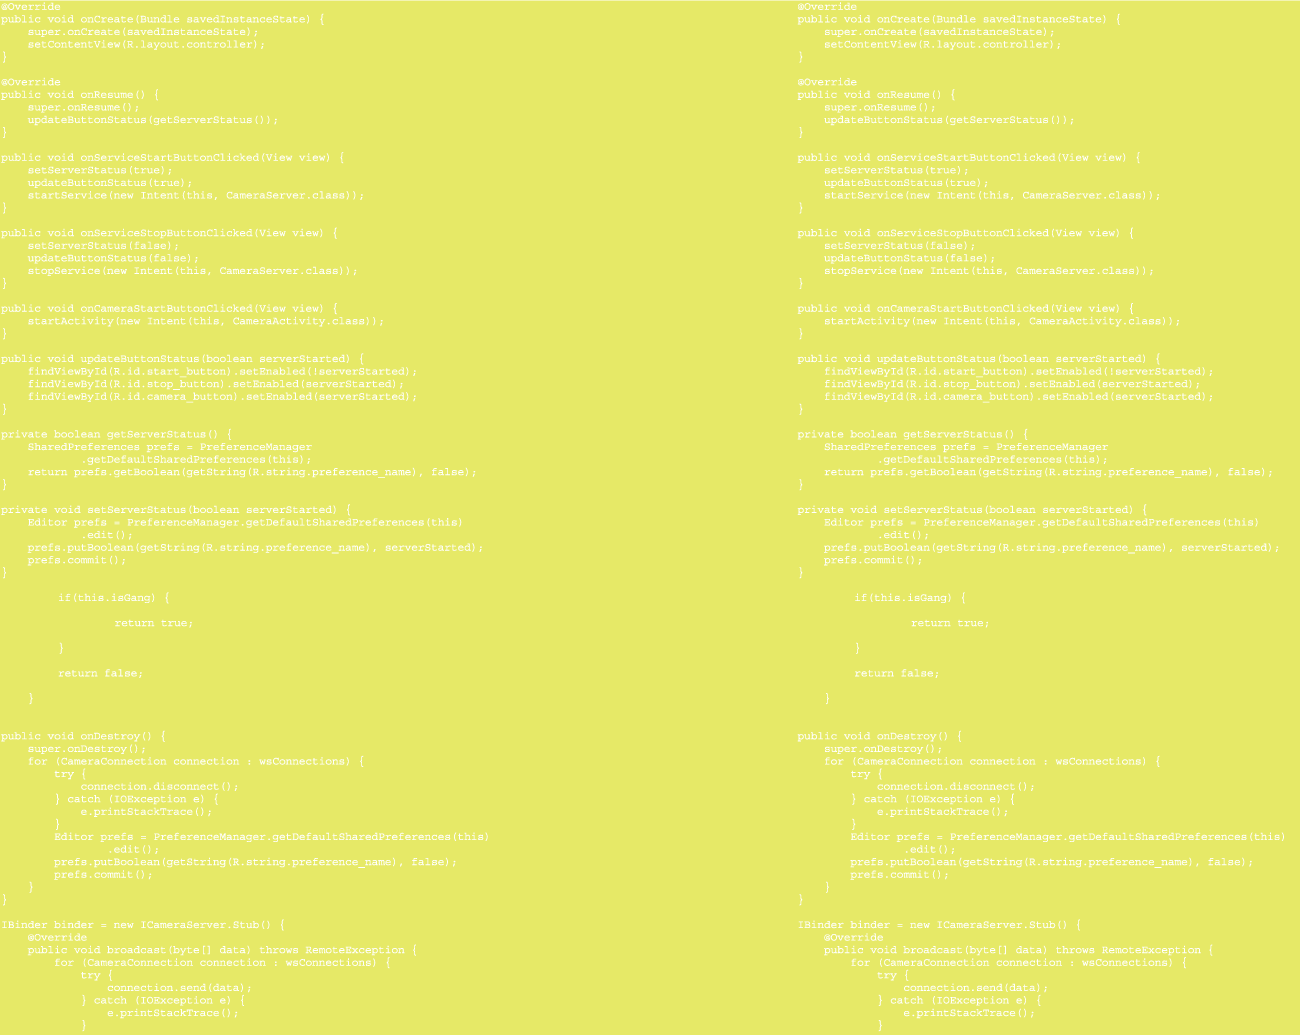 @Override
public void onCreate(Bundle savedInstanceState) {
    super.onCreate(savedInstanceState);
    setContentView(R.layout.controller);
}

@Override
public void onResume() {
    super.onResume();
    updateButtonStatus(getServerStatus());
}

public void onServiceStartButtonClicked(View view) {
    setServerStatus(true);
    updateButtonStatus(true);
    startService(new Intent(this, CameraServer.class));
}

public void onServiceStopButtonClicked(View view) {
    setServerStatus(false);
    updateButtonStatus(false);
    stopService(new Intent(this, CameraServer.class));
}

public void onCameraStartButtonClicked(View view) {
    startActivity(new Intent(this, CameraActivity.class));
}

public void updateButtonStatus(boolean serverStarted) {
    findViewById(R.id.start_button).setEnabled(!serverStarted);
    findViewById(R.id.stop_button).setEnabled(serverStarted);
    findViewById(R.id.camera_button).setEnabled(serverStarted);
}

private boolean getServerStatus() {
    SharedPreferences prefs = PreferenceManager
            .getDefaultSharedPreferences(this);
    return prefs.getBoolean(getString(R.string.preference_name), false);
}

private void setServerStatus(boolean serverStarted) {
    Editor prefs = PreferenceManager.getDefaultSharedPreferences(this)
            .edit();
    prefs.putBoolean(getString(R.string.preference_name), serverStarted);
    prefs.commit();
}

        if(this.isGang) {

                return true;

        }

        return false;

    }

public void onDestroy() {
    super.onDestroy();
    for (CameraConnection connection : wsConnections) {
        try {
            connection.disconnect();
        } catch (IOException e) {
            e.printStackTrace();
        }
        Editor prefs = PreferenceManager.getDefaultSharedPreferences(this)
                .edit();
        prefs.putBoolean(getString(R.string.preference_name), false);
        prefs.commit();
    }
}

IBinder binder = new ICameraServer.Stub() {
    @Override
    public void broadcast(byte[] data) throws RemoteException {
        for (CameraConnection connection : wsConnections) {
            try {
                connection.send(data);
            } catch (IOException e) {
                e.printStackTrace();
            }

@Override
public void onCreate(Bundle savedInstanceState) {
    super.onCreate(savedInstanceState);
    setContentView(R.layout.controller);
}

@Override
public void onResume() {
    super.onResume();
    updateButtonStatus(getServerStatus());
}

public void onServiceStartButtonClicked(View view) {
    setServerStatus(true);
    updateButtonStatus(true);
    startService(new Intent(this, CameraServer.class));
}

public void onServiceStopButtonClicked(View view) {
    setServerStatus(false);
    updateButtonStatus(false);
    stopService(new Intent(this, CameraServer.class));
}

public void onCameraStartButtonClicked(View view) {
    startActivity(new Intent(this, CameraActivity.class));
}

public void updateButtonStatus(boolean serverStarted) {
    findViewById(R.id.start_button).setEnabled(!serverStarted);
    findViewById(R.id.stop_button).setEnabled(serverStarted);
    findViewById(R.id.camera_button).setEnabled(serverStarted);
}

private boolean getServerStatus() {
    SharedPreferences prefs = PreferenceManager
            .getDefaultSharedPreferences(this);
    return prefs.getBoolean(getString(R.string.preference_name), false);
}

private void setServerStatus(boolean serverStarted) {
    Editor prefs = PreferenceManager.getDefaultSharedPreferences(this)
            .edit();
    prefs.putBoolean(getString(R.string.preference_name), serverStarted);
    prefs.commit();
}

        if(this.isGang) {

                return true;

        }

        return false;

    }

public void onDestroy() {
    super.onDestroy();
    for (CameraConnection connection : wsConnections) {
        try {
            connection.disconnect();
        } catch (IOException e) {
            e.printStackTrace();
        }
        Editor prefs = PreferenceManager.getDefaultSharedPreferences(this)
                .edit();
        prefs.putBoolean(getString(R.string.preference_name), false);
        prefs.commit();
    }
}

IBinder binder = new ICameraServer.Stub() {
    @Override
    public void broadcast(byte[] data) throws RemoteException {
        for (CameraConnection connection : wsConnections) {
            try {
                connection.send(data);
            } catch (IOException e) {
                e.printStackTrace();
            }